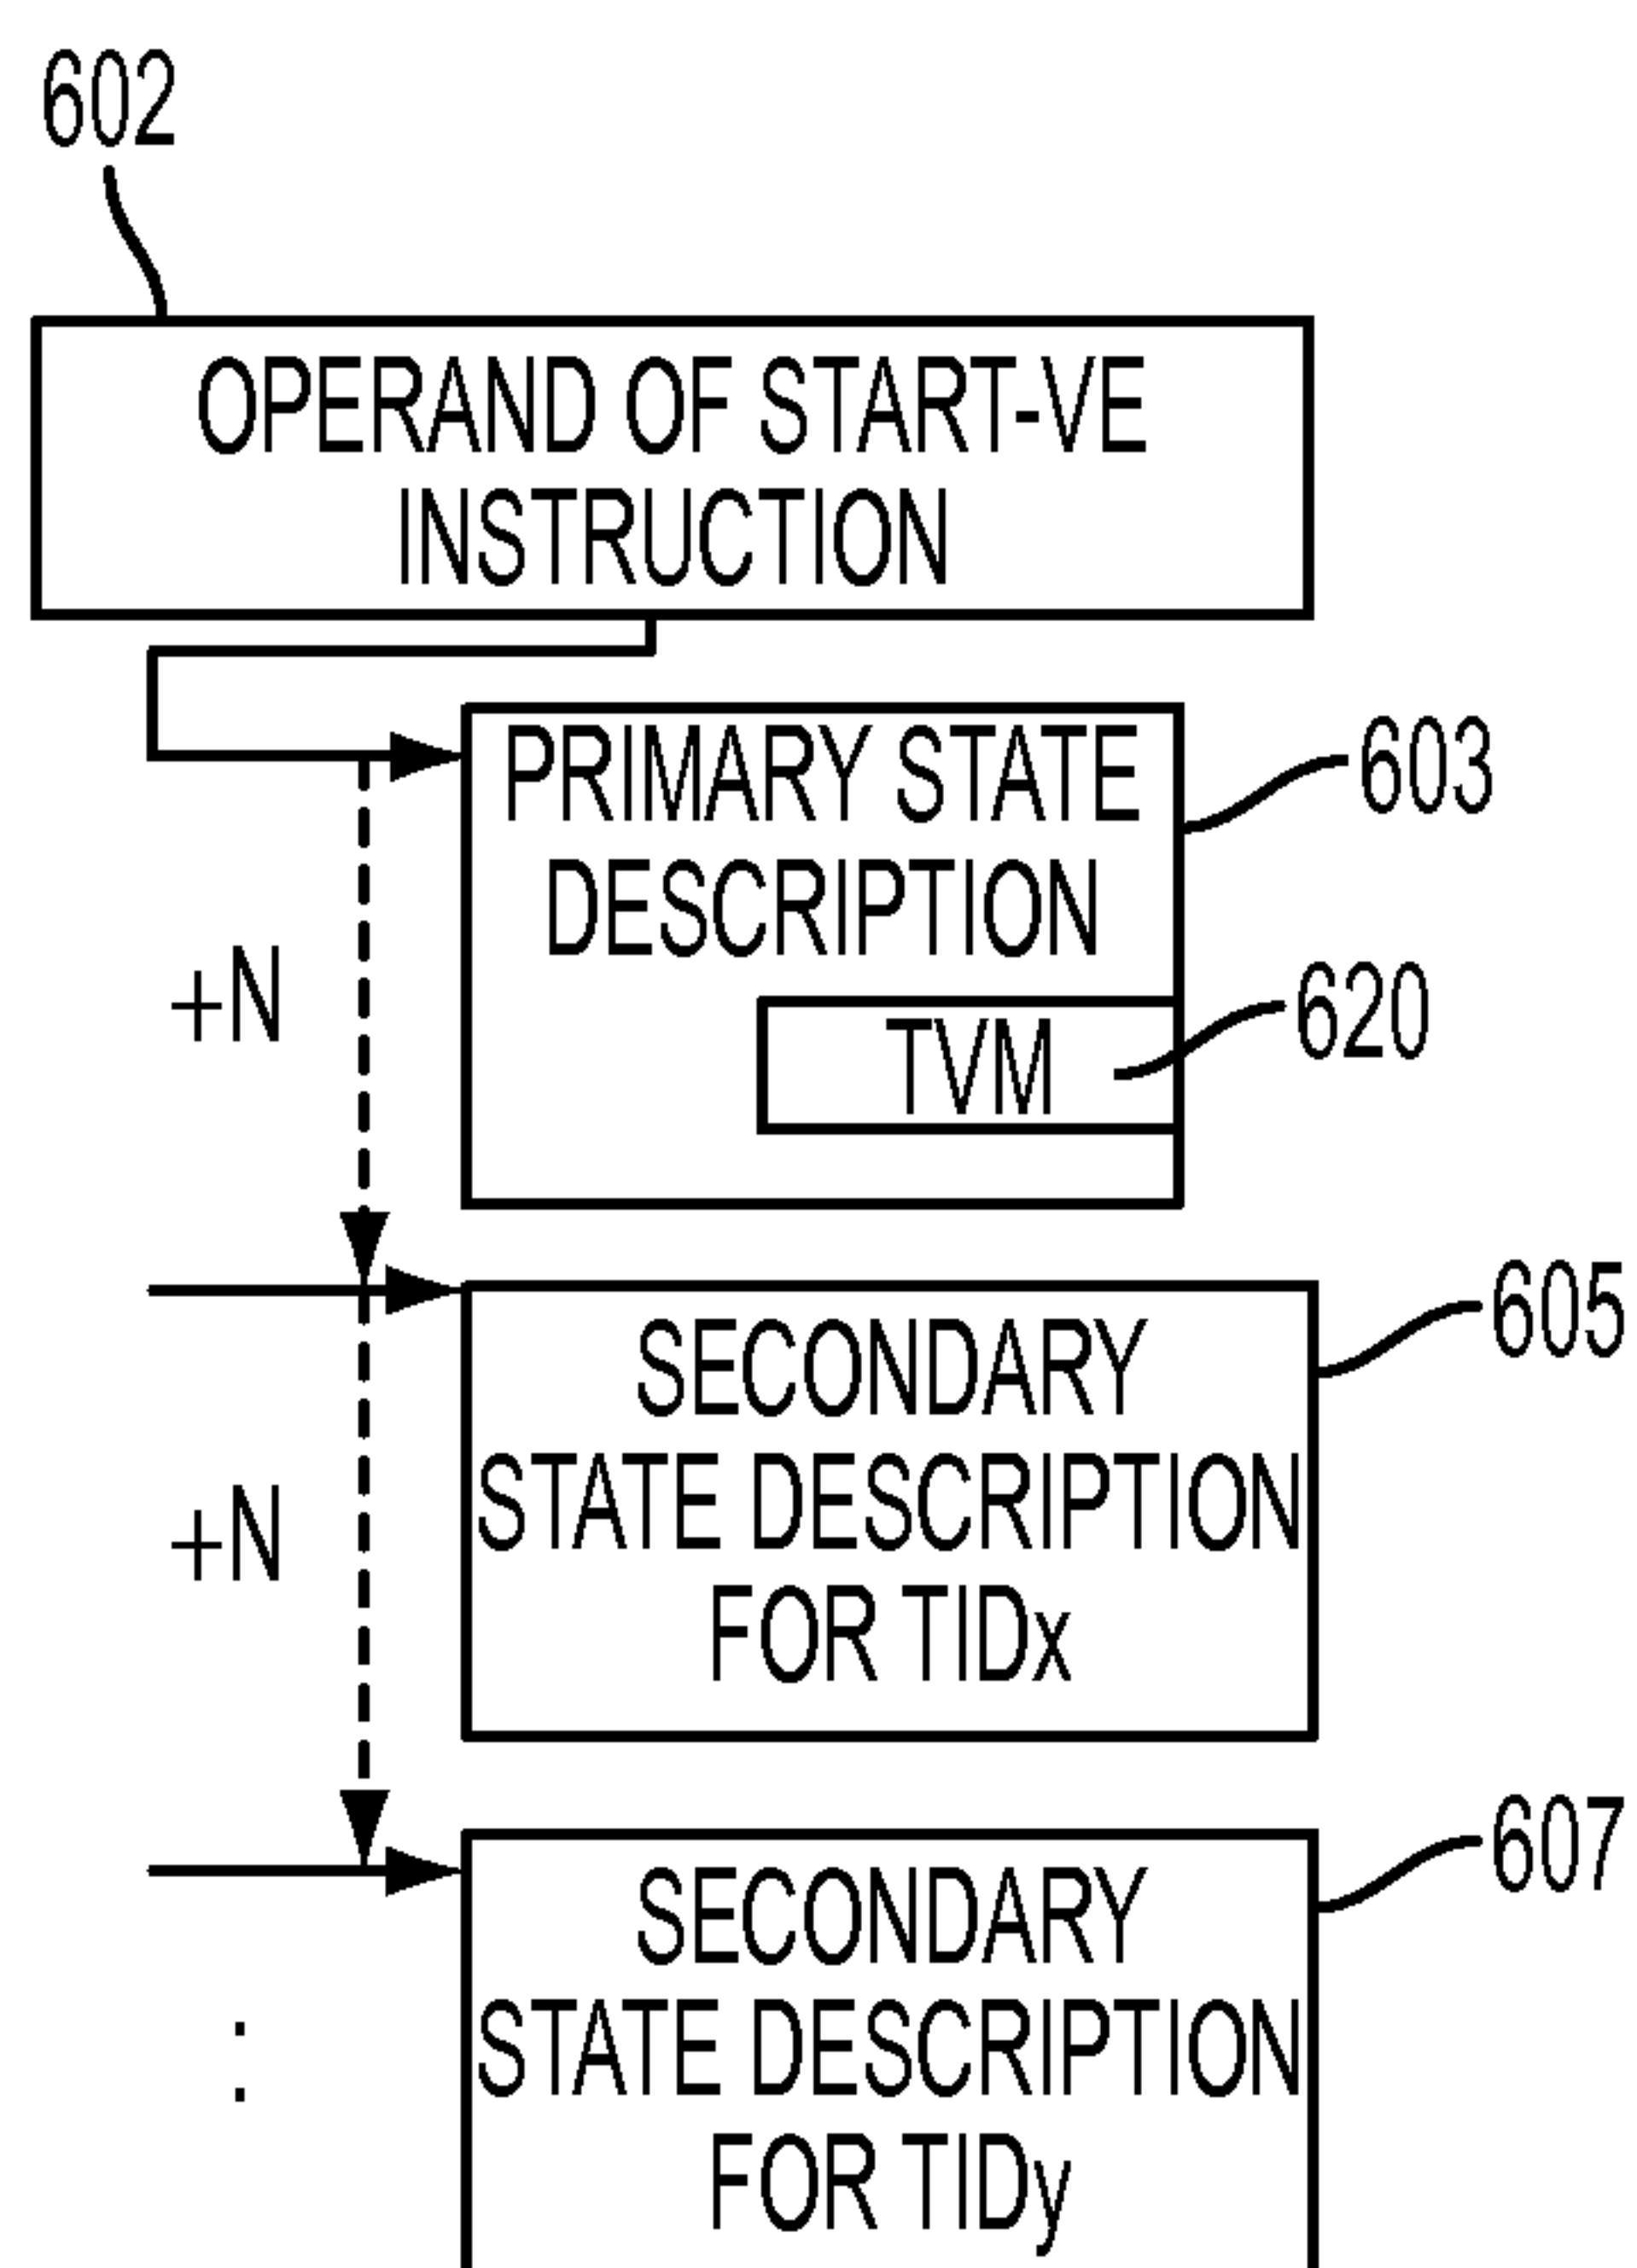 602
OPERAND OF START-VE
INSTRUCTION
PRIMARY STATE
DESCRIPTION
603
TVM
620
+N
SECONDARY
STATE DESCRIPTION
FOR TIDx
605
+N
SECONDARY
STATE DESCRIPTION
FOR TIDy
607
: